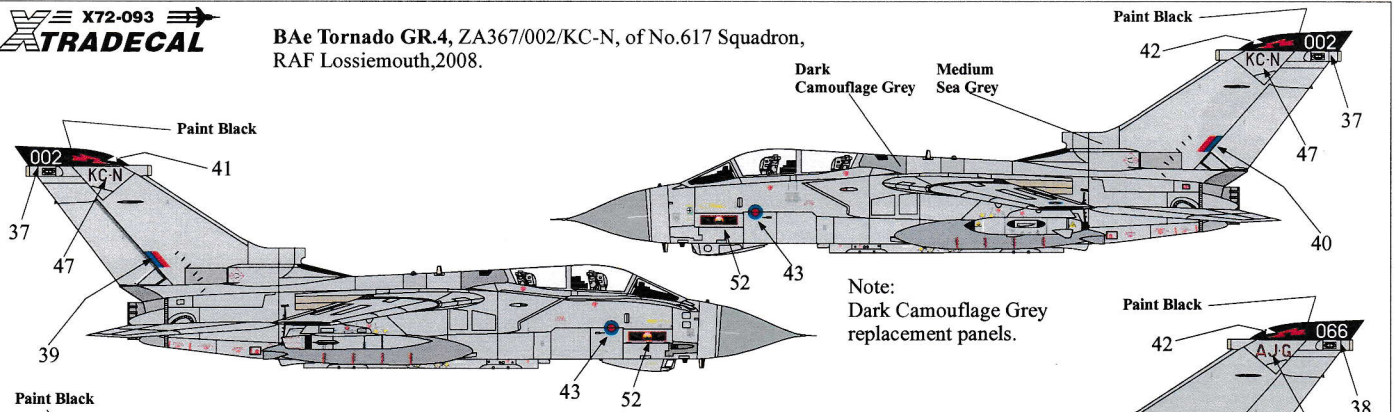 X72-093
XTRADECAL
BAe Tornado GR.4, ZA367/002/KC-N, of No.617 Squadron,
RAF Lossiemouth,2008.
Paint Black
42
002
KC-N
37
47
40
Dark
Camouflage Grey
Medium
Sea Grey
52
43
Paint Black
002
KC-N
41
37
47
39
43
52
Note:
Dark Camouflage Grey
replacement panels.
Paint Black
42
066
AJ-G
38
Paint Black